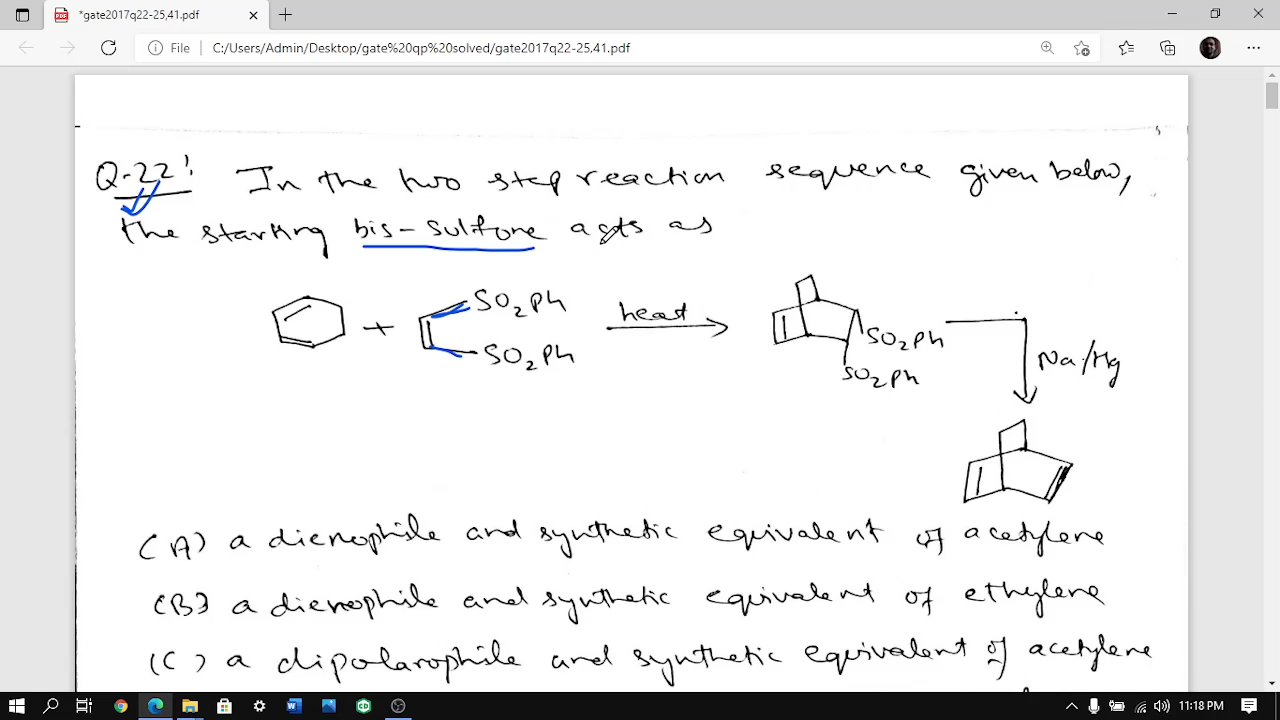 *gate2017q22-25,41.pdf
File C:/Users/Admin/Desktop/gate%20qp%20solved/gate2017q22-25,41.pdf
Q-22! In the two step reaction sequence given below,
the starking bis-sulfone acts as
+ SO2Ph SO2Ph heat SO2Ph SO2Ph Na/Hg
(A) a dienophile and synthetic equivalent of acetylene
(B) a dienophile and synthetic equivalent of ethylene
(C) a dipolarophile and synthetic equivalent of acetylene
11:18 PM